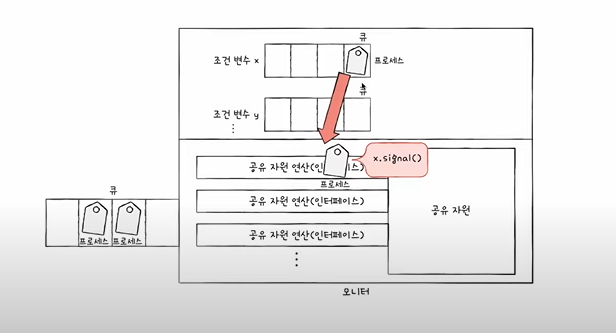 큐
조건 변수 x
프로세스
큐
조건 변수 y
x.signal()
공유 자원 연산(인터페이스)
프로세스
큐
공유 자원 연산(인터페이스)
공유 자원
프로세스 프로세스
공유 자원 연산(인터페이스)
모니터